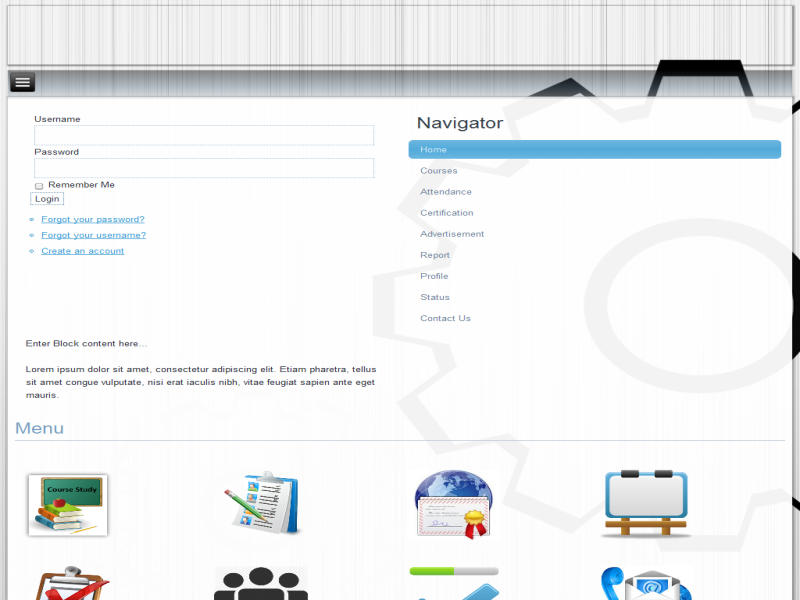 Username
Password
Remember Me
Login
Forgot your password?
Forgot your username?
Create an account
Navigator
Home
Courses
Attendance
Certification
Advertisement
Report
Profile
Status
Contact Us
Enter Block content here...
Lorem ipsum dolor sit amet, consectetur adipiscing elit. Etiam pharetra, tellus
sit amet congue vulputate, nisi erat iaculis nibh, vitae feugiat sapien ante eget
mauris.
Menu
Course Study